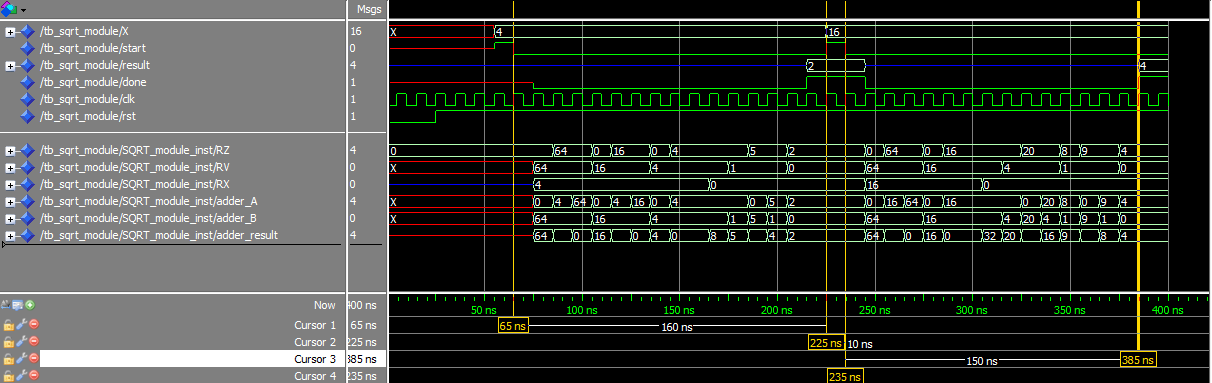 Msgs
/tb_sqrt_module/X 16 X 4 16
/tb_sqrt_module/start 0
/tb_sqrt_module/result 4 2 4
/tb_sqrt_module/done 1
/tb_sqrt_module/clk 1
/tb_sqrt_module/rst 1
/tb_sqrt_module/SQRT_module_inst/RZ 4 0 64 0 16 0 4 5 2 0 64 0 16 20 8 9 4
/tb_sqrt_module/SQRT_module_inst/RV 0 X 64 16 4 1 0 64 16 4 1 0
/tb_sqrt_module/SQRT_module_inst/RX 0 4 0 16 0
/tb_sqrt_module/SQRT_module_inst/adder_A 4 X 0 4 64 0 4 16 0 4 0 5 2 0 16 64 0 16 0 20 8 0 9 4
/tb_sqrt_module/SQRT_module_inst/adder_B 0 X 64 16 4 1 5 1 0 64 16 4 20 4 1 9 1 0
/tb_sqrt_module/SQRT_module_inst/adder_result 4 64 0 16 0 4 0 8 5 4 2 64 0 16 0 32 20 16 9 8 4
Now 400 ns 50 ns 100 ns 150 ns 200 ns 250 ns 300 ns 350 ns 400 ns
Cursor 1 65 ns 65 ns 160 ns
Cursor 2 225 ns 225 ns 10 ns
Cursor 3 385 ns 150 ns 385 ns
Cursor 4 235 ns 235 ns